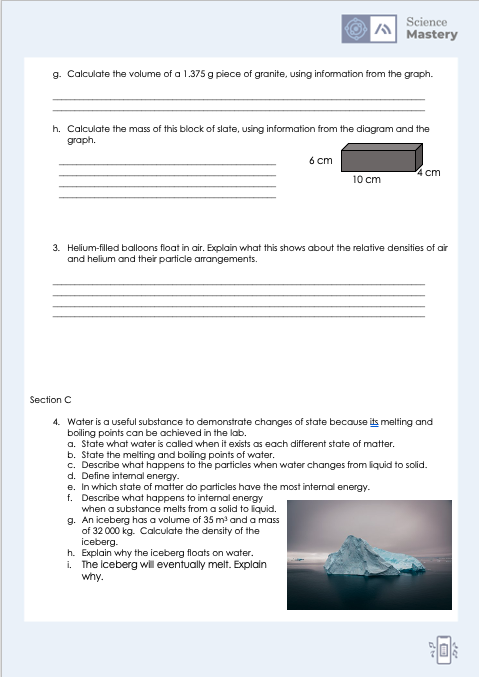 Science
Mastery
g. Calculate the volume of a 1.375 g piece of granite, using information from the graph.
h. Calculate the mass of this block of slate, using information from the diagram and the
graph.
6 cm
4 cm
10 cm
3. Helium-filled balloons float in air. Explain what this shows about the relative densities of air
and helium and their particle arrangements.
Section C
4. Water is a useful substance to demonstrate changes of state because its melting and
boiling points can be achieved in the lab.
a. State what water is called when it exists as each different state of matter.
b. State the melting and boiling points of water.
c. Describe what happens to the particles when water changes from liquid to solid.
d. Define internal energy.
e. In which state of matter do particles have the most internal energy.
f. Describe what happens to internal energy
when a substance melts from a solid to liquid.
g. An iceberg has a volume of 35 m³ and a mass
of 32 000 kg. Calculate the density of the
iceberg.
h. Explain why the iceberg floats on water.
i. The iceberg will eventually melt. Explain
why.